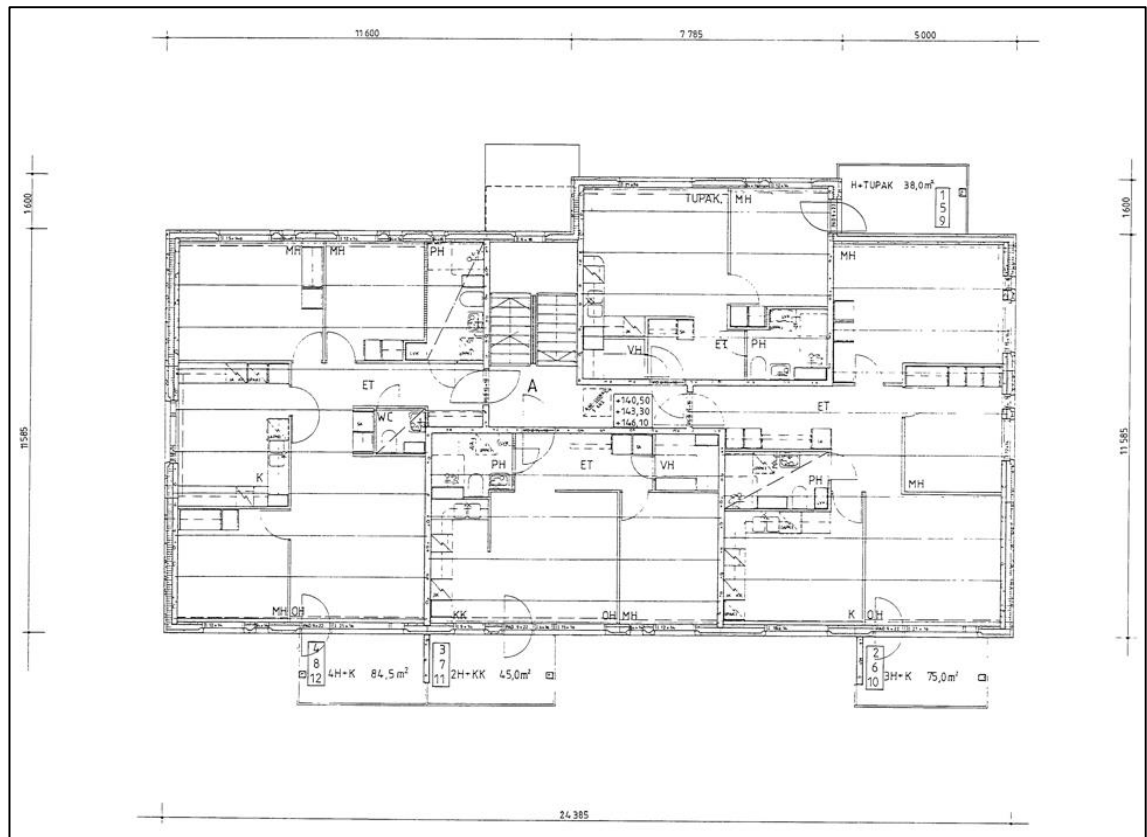 11 600
7 785
5 000
1 600
1 600
H+TUPAK 38,0m²
1
5
9
TUPAK.
MH
MH
MH
PH
MH
VH
ET
PH
ET
A
WC
+140,50
+143,30
+146,10
ET
11 585
11 585
K
PH
ET
VH
PH
MH
MH
OH
KK
OH
MH
K
OH
4
8
12
4H+K 84,5 m²
3
7
11
2H+KK 45,0m²
2
6
10
3H+K 75,0m²
24 385